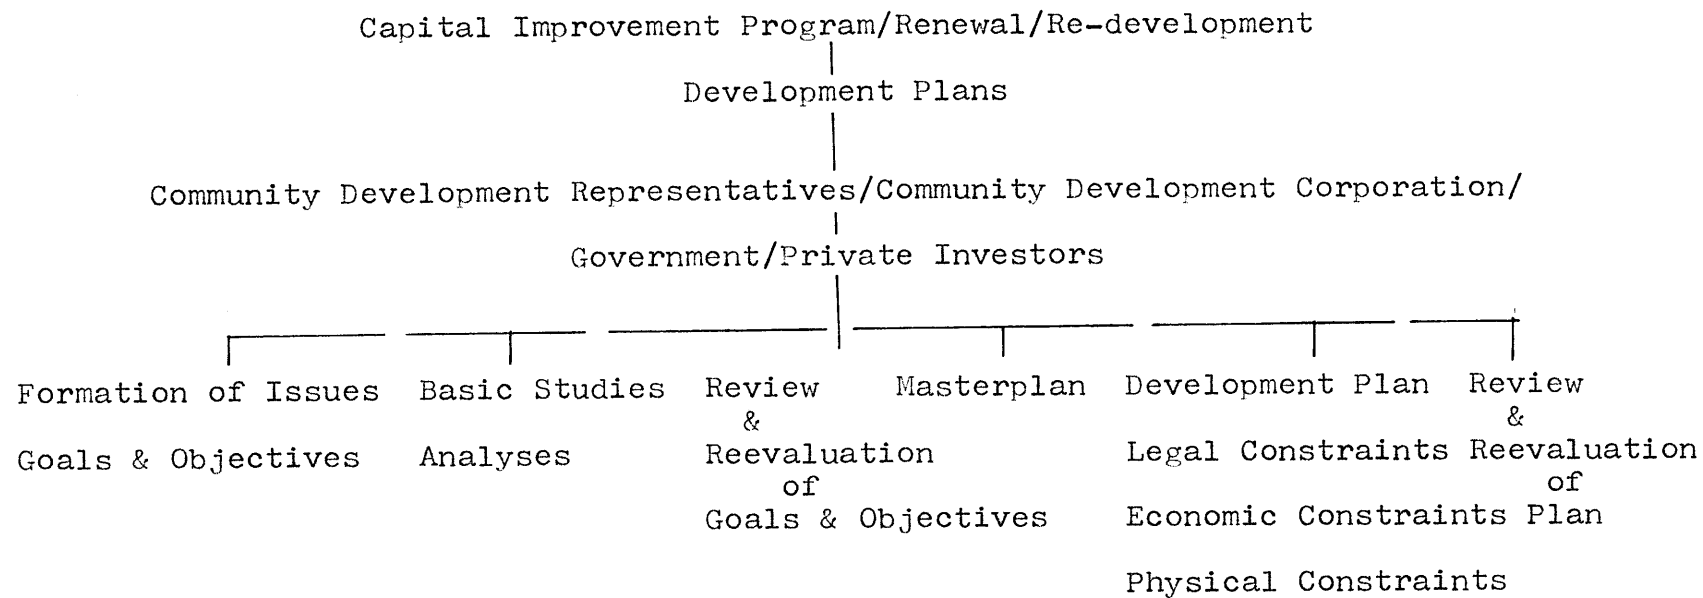 Capital Improvement Program/Renewal/Re-development
Development Plans
Community Development Representatives/Community Development Corporation/
Government/Private Investors
Formation of Issues
Goals & Objectives
Basic Studies
Analyses
Review
&
Reevaluation
of
Goals & Objectives
Masterplan
Development Plan
Legal Constraints
Economic Constraints
Physical Constraints
Review
&
Reevaluation
of
Plan